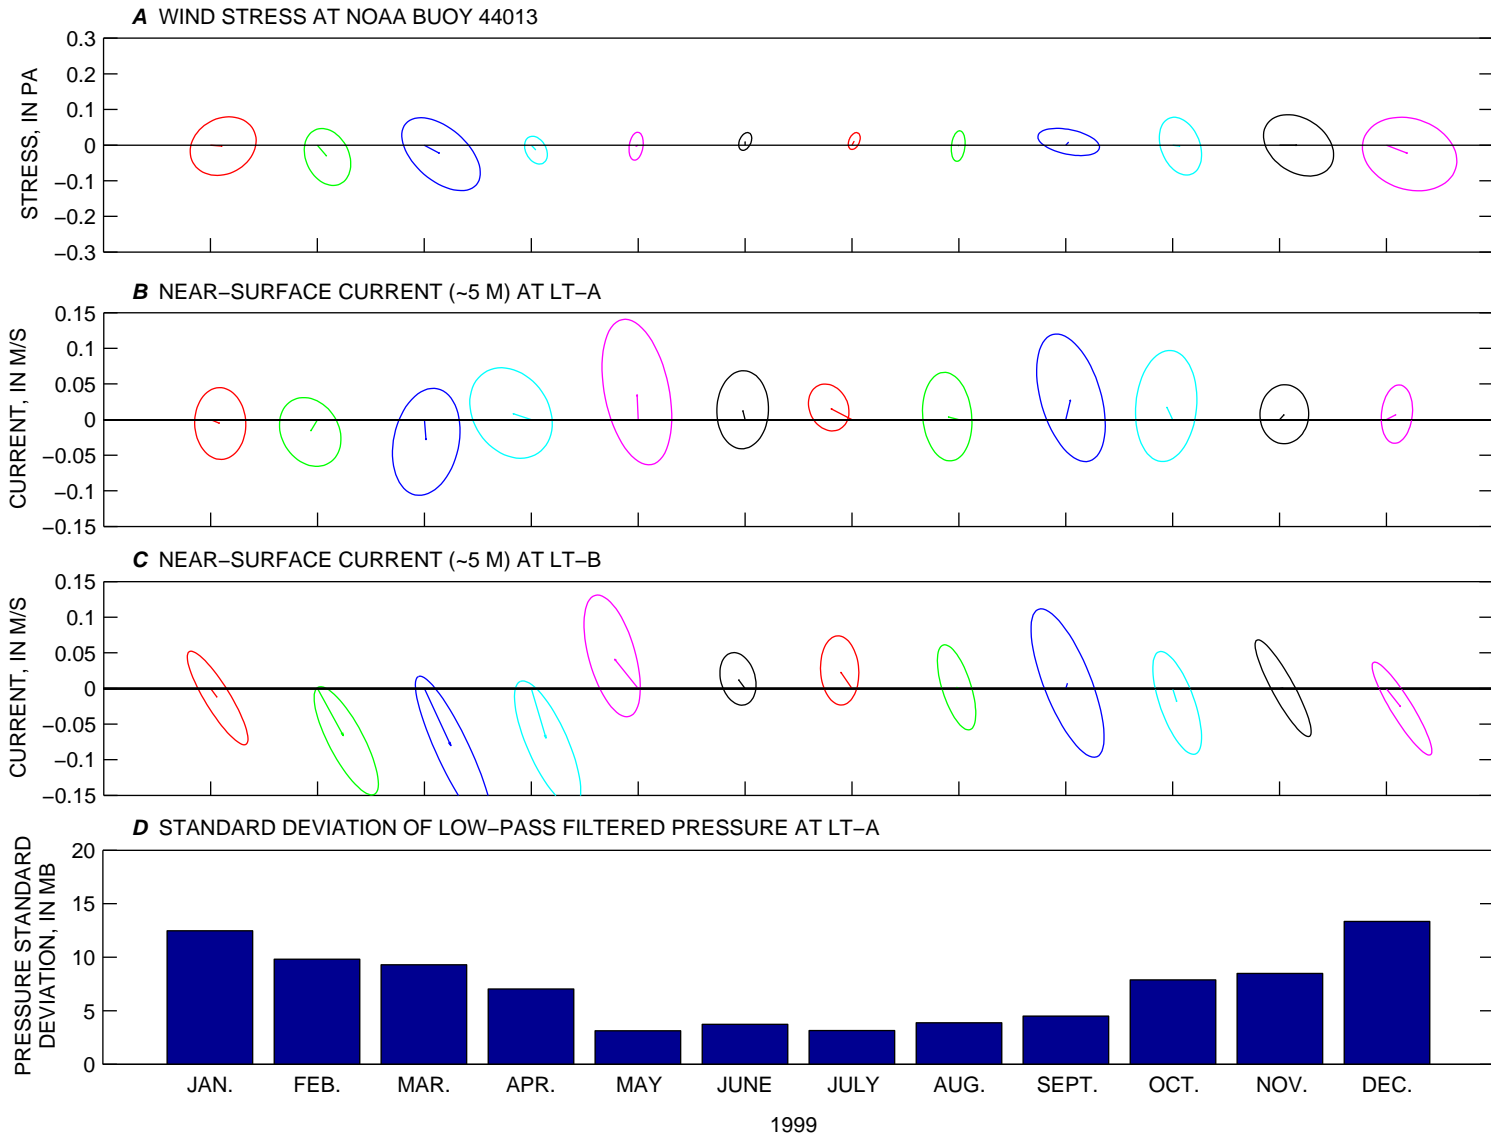 A WIND STRESS AT NOAA BUOY 44013
STRESS, IN PA
0.3
0.2
0.1
0
−0.1
−0.2
−0.3
B NEAR−SURFACE CURRENT (~5 M) AT LT−A
CURRENT, IN M/S
0.15
0.1
0.05
0
−0.05
−0.1
−0.15
C NEAR−SURFACE CURRENT (~5 M) AT LT−B
CURRENT, IN M/S
0.15
0.1
0.05
0
−0.05
−0.1
−0.15
D STANDARD DEVIATION OF LOW−PASS FILTERED PRESSURE AT LT−A
PRESSURE STANDARD
DEVIATION, IN MB
20
15
10
5
0
JAN. FEB. MAR. APR. MAY JUNE JULY AUG. SEPT. OCT. NOV. DEC.
1999